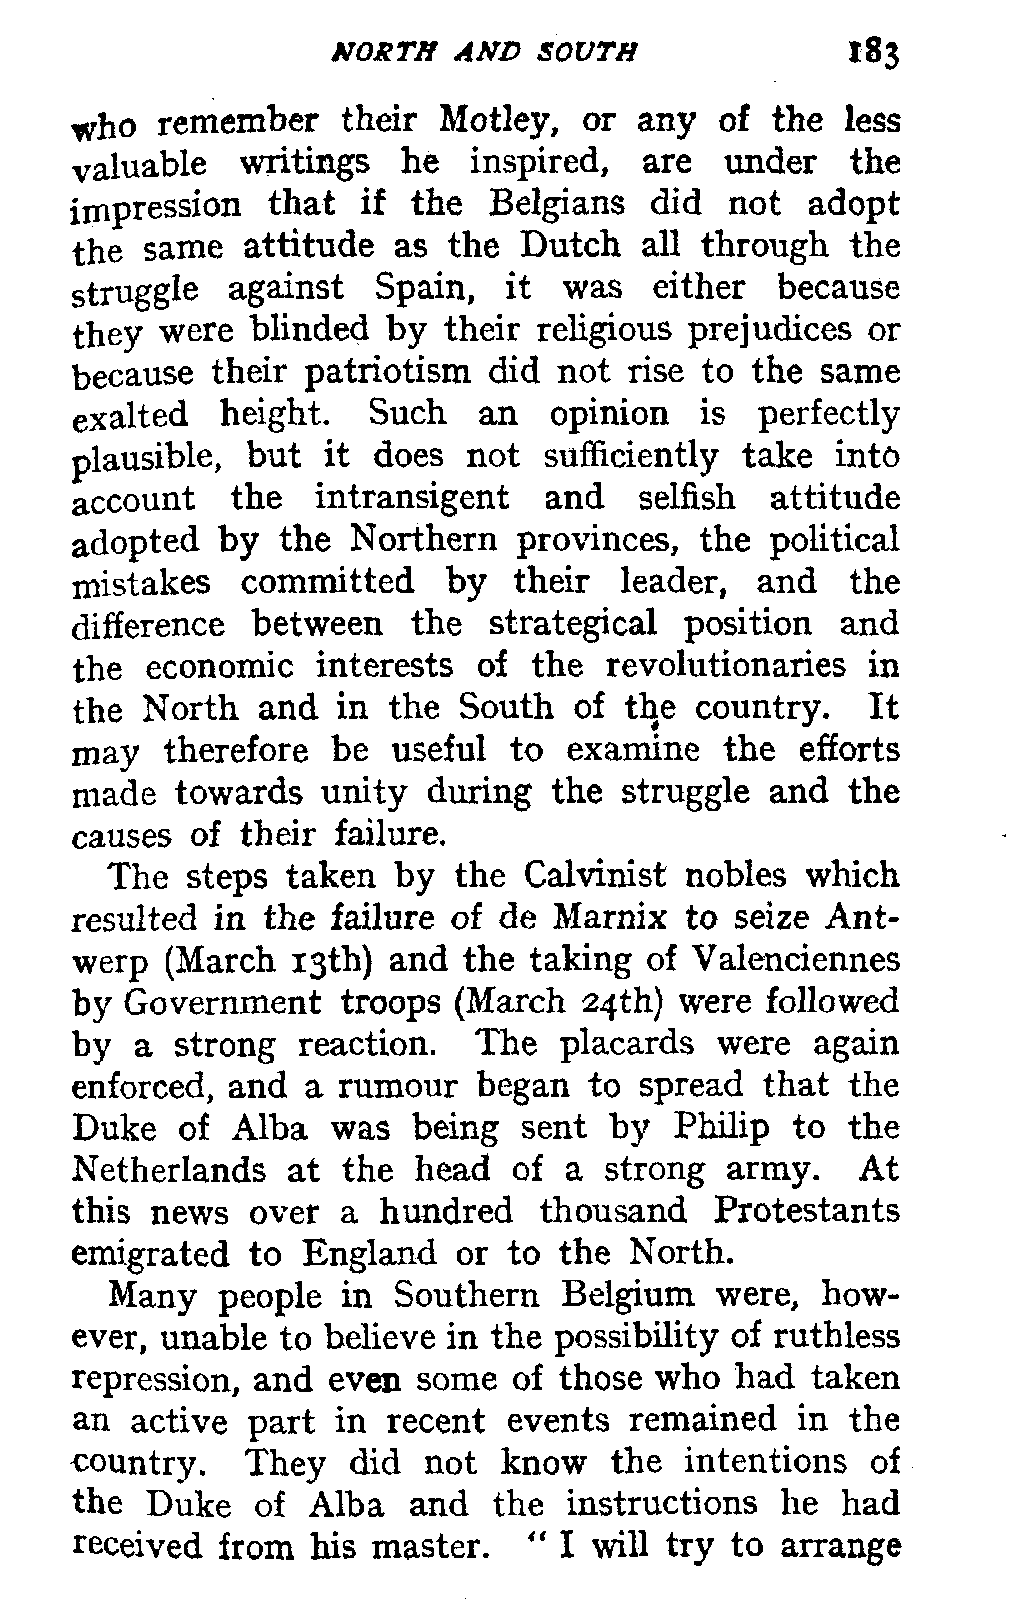 NORTH AND SOUTH 183
who remember their Motley, or any of the less
valuable writings he inspired, are under the
impression that if the Belgians did not adopt
the same attitude as the Dutch all through the
struggle against Spain, it was either because
they were blinded by their religious prejudices or
because their patriotism did not rise to the same
exalted height. Such an opinion is perfectly
plausible, but it does not sufficiently take into
account the intransigent and selfish attitude
adopted by the Northern provinces, the political
mistakes committed by their leader, and the
difference between the strategical position and
the economic interests of the revolutionaries in
the North and in the South of the country. It
may therefore be useful to examine the efforts
made towards unity during the struggle and the
causes of their failure.
The steps taken by the Calvinist nobles which
resulted in the failure of de Marnix to seize Ant-
werp (March 13th) and the taking of Valenciennes
by Government troops (March 24th) were followed
by a strong reaction. The placards were again
enforced, and a rumour began to spread that the
Duke of Alba was being sent by Philip to the
Netherlands at the head of a strong army. At
this news over a hundred thousand Protestants
emigrated to England or to the North.
Many people in Southern Belgium were, how-
ever, unable to believe in the possibility of ruthless
repression, and even some of those who had taken
an active part in recent events remained in the
country. They did not know the intentions of
the Duke of Alba and the instructions he had
received from his master. “ I will try to arrange